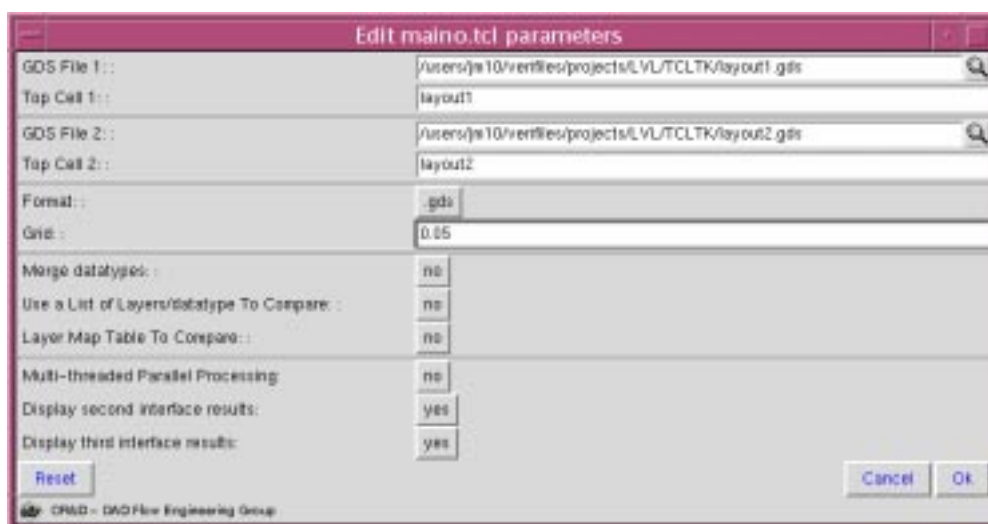 Edit maino.tcl parameters
GDS File 1:: /users/jm10/verifiles/projects/LVL/TCLTK/layout1.gds
Top Cell 1:: layout1
GDS File 2:: /users/jm10/verifiles/projects/LVL/TCLTK/layout2.gds
Top Cell 2:: layout2
Format:: .gds
Grid:: 0.05
Merge datatypes:: no
Use a List of Layers/datatype To Compare:: no
Layer Map Table To Compare:: no
Multi-threaded Parallel Processing: no
Display second interface results: yes
Display third interface results: yes
Reset Cancel Ok
CR&D - DAD Flow Engineering Group